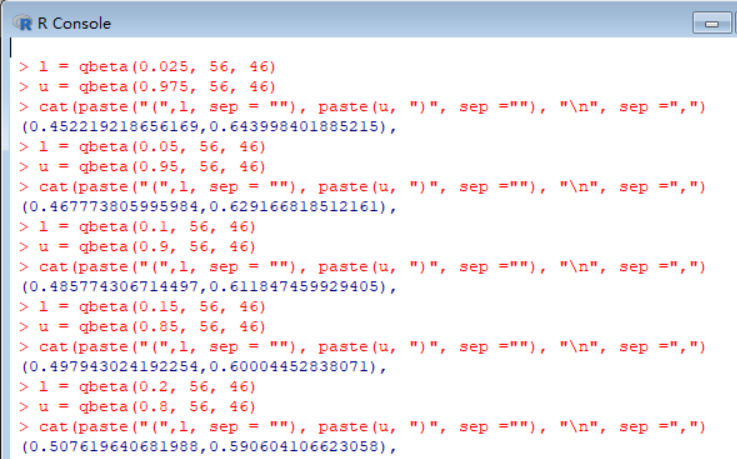 R Console
> l = qbeta(0.025, 56, 46)
> u = qbeta(0.975, 56, 46)
> cat(paste("(",l, sep = ""), paste(u, ")", sep =""), "\n", sep =",")
(0.452219218656169,0.643998401885215),
> l = qbeta(0.05, 56, 46)
> u = qbeta(0.95, 56, 46)
> cat(paste("(",l, sep = ""), paste(u, ")", sep =""), "\n", sep =",")
(0.467773805995984,0.629166818512161),
> l = qbeta(0.1, 56, 46)
> u = qbeta(0.9, 56, 46)
> cat(paste("(",l, sep = ""), paste(u, ")", sep =""), "\n", sep =",")
(0.485774306714497,0.611847459929405),
> l = qbeta(0.15, 56, 46)
> u = qbeta(0.85, 56, 46)
> cat(paste("(",l, sep = ""), paste(u, ")", sep =""), "\n", sep =",")
(0.497943024192254,0.60004452838071),
> l = qbeta(0.2, 56, 46)
> u = qbeta(0.8, 56, 46)
> cat(paste("(",l, sep = ""), paste(u, ")", sep =""), "\n", sep =",")
(0.507619640681988,0.590604106623058),